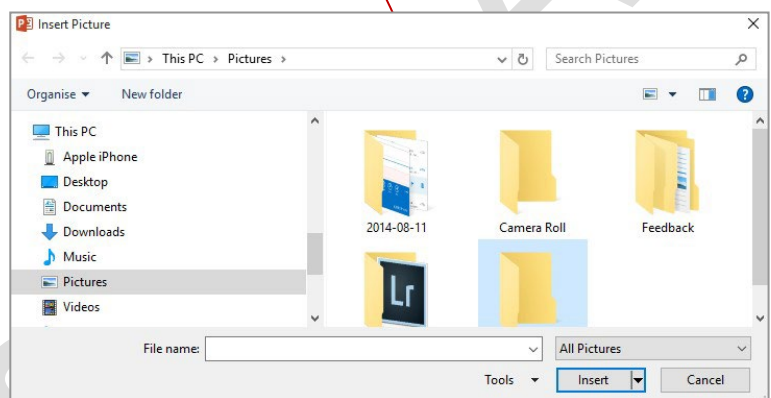 Insert Picture
This PC > Pictures >
Search Pictures
Organise
New folder
This PC
Apple iPhone
Desktop
Documents
Downloads
Music
Pictures
Videos
2014-08-11
Camera Roll
Feedback
Lr
File name:
All Pictures
Tools
Insert
Cancel